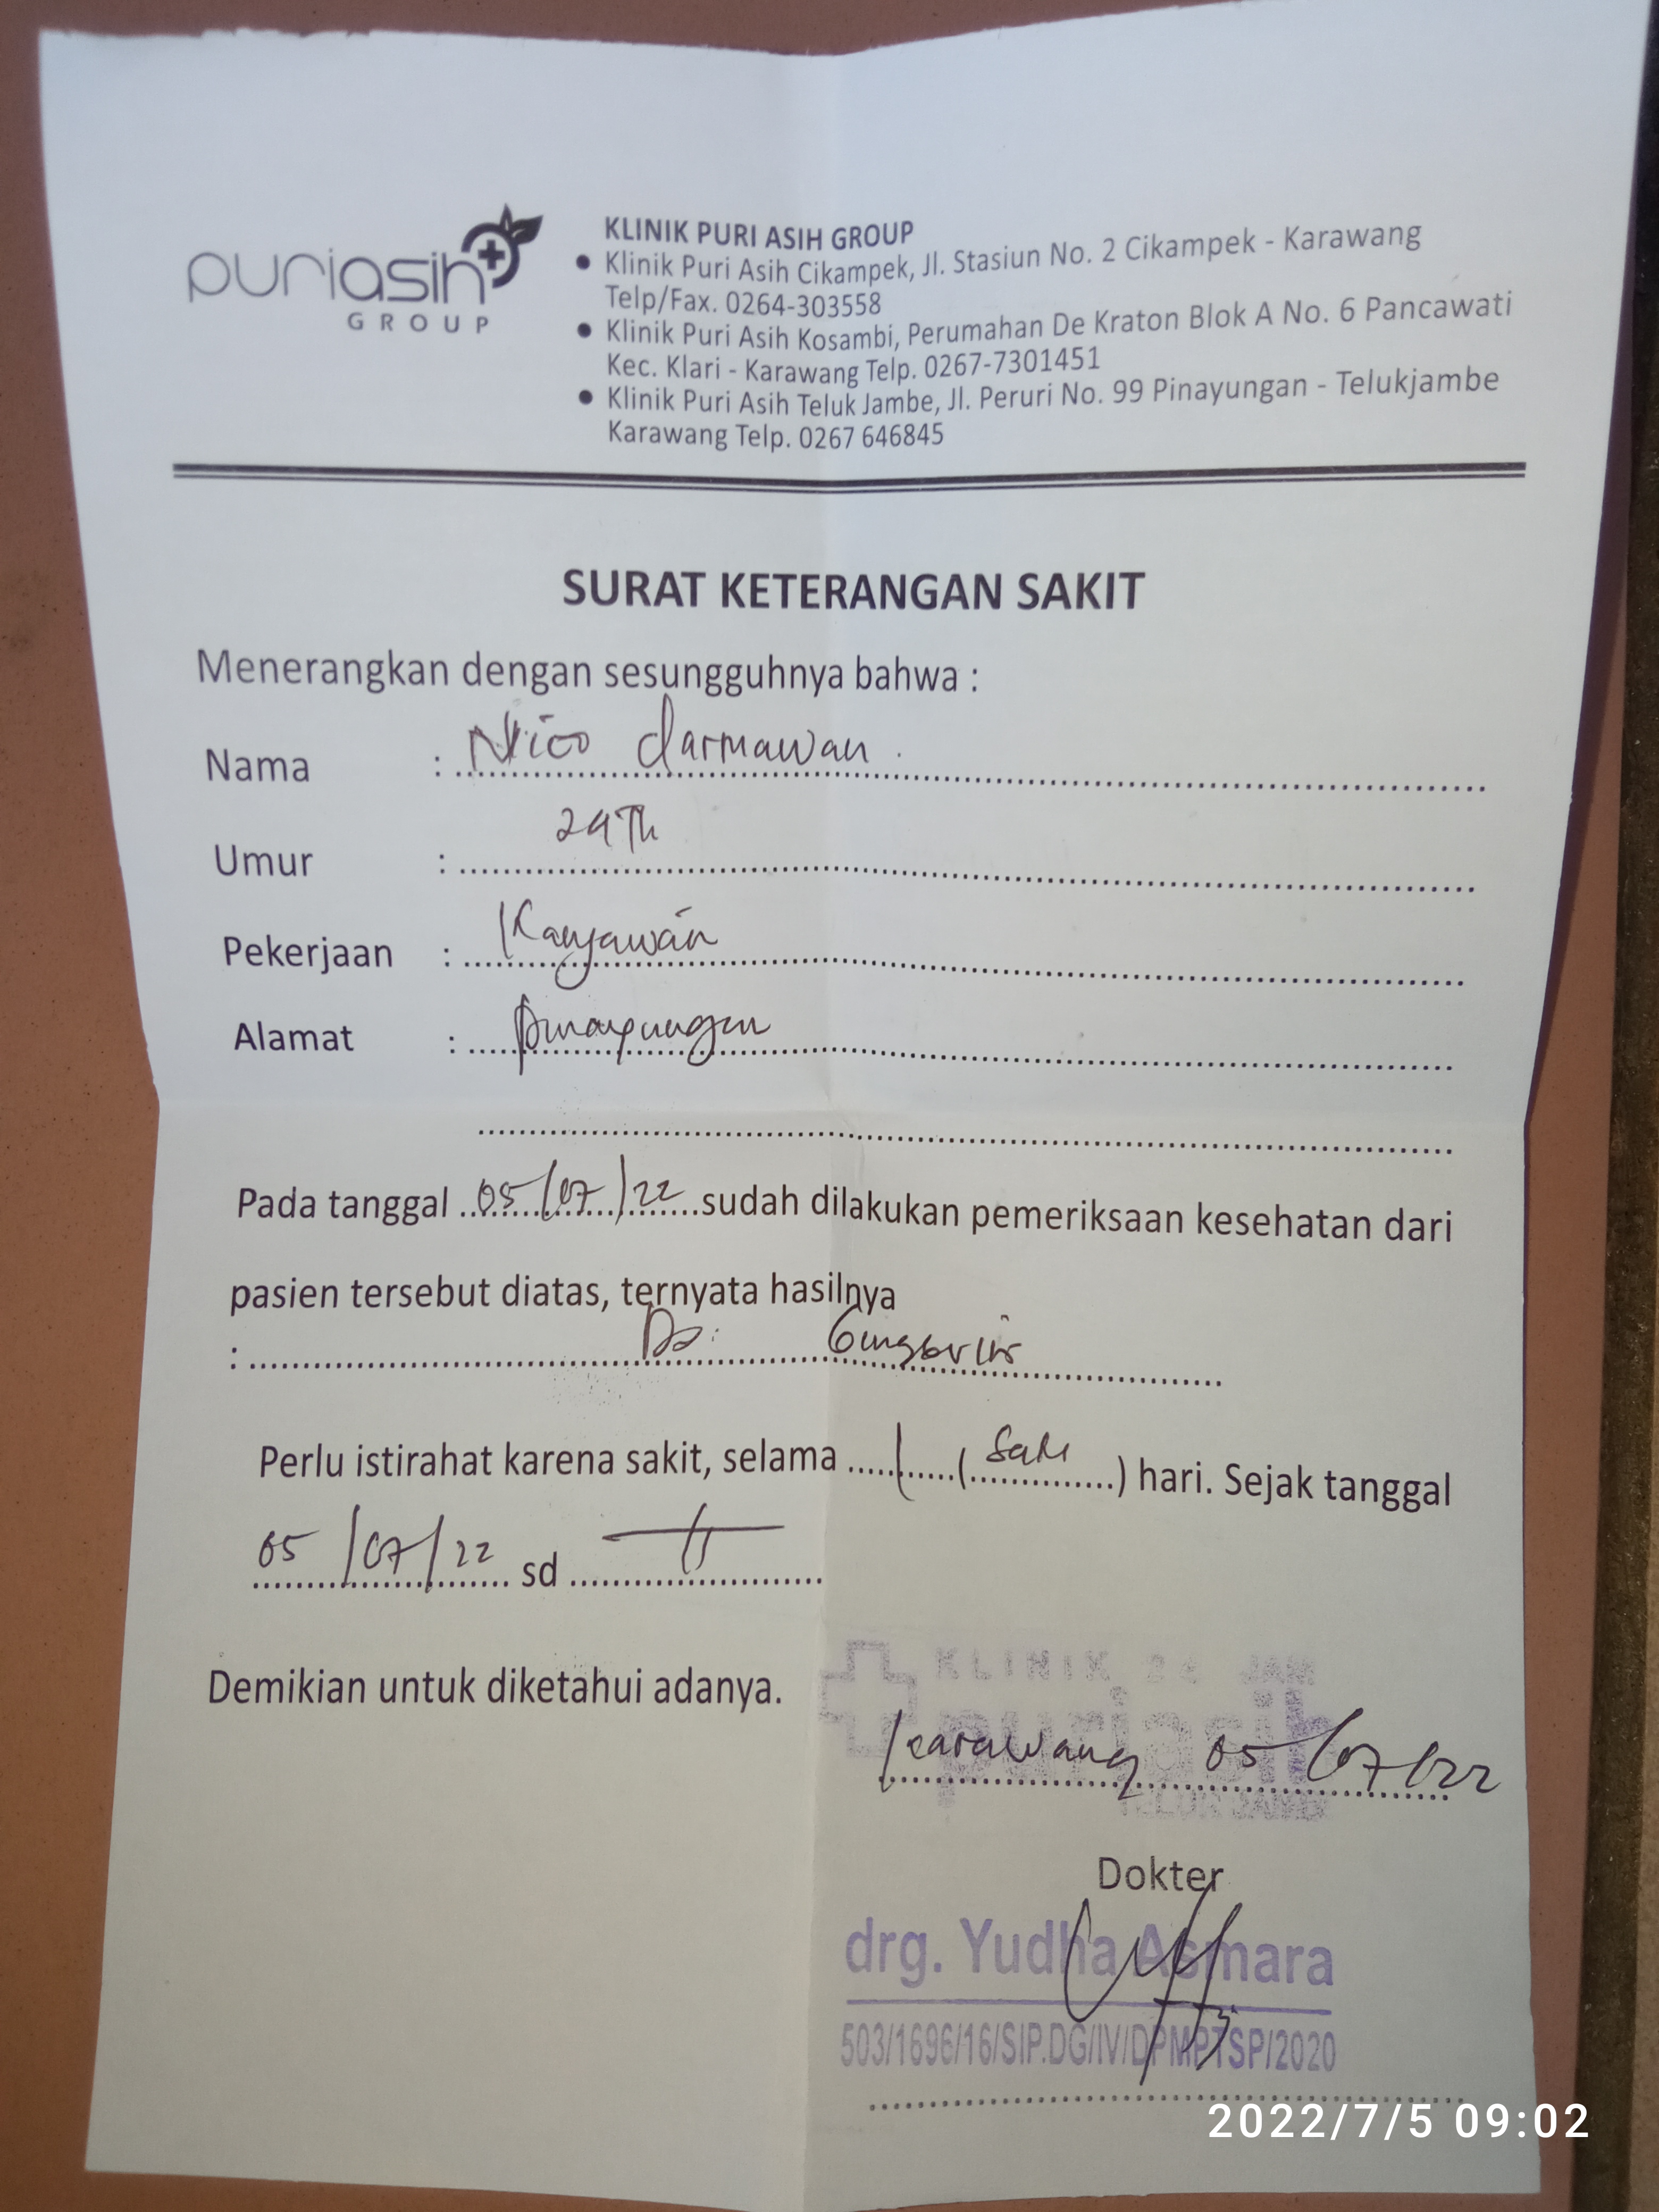 puriasih
GROUP
KLINIK PURI ASIH GROUP
• Klinik Puri Asih Cikampek, Jl. Stasiun No. 2 Cikampek - Karawang
Telp/Fax. 0264-303558
• Klinik Puri Asih Kosambi, Perumahan De Kraton Blok A No. 6 Pancawati
Kec. Klari - Karawang Telp. 0267-7301451
• Klinik Puri Asih Teluk Jambe, Jl. Peruri No. 99 Pinayungan - Telukjambe
Karawang Telp. 0267 646845
SURAT KETERANGAN SAKIT
Menerangkan dengan sesungguhnya bahwa :
Nama : Nico darmawan
Umur : Th
Pekerjaan : Karyawan
Alamat : pinayungan
Pada tanggal 05/07/22 sudah dilakukan pemeriksaan kesehatan dari
pasien tersebut diatas, ternyata hasilnya
:
Perlu istirahat karena sakit, selama 1 (Satu) hari. Sejak tanggal
05/07/22 sd
Demikian untuk diketahui adanya.
KLINIK 24 JAM
puriasih
TELUK JAMBE
Karawang 05/07/22
Dokter
drg. Yudha Asmara
503/1696/16/SIP.DG/IV/DPMPTSP/2020
2022/7/5 09:02